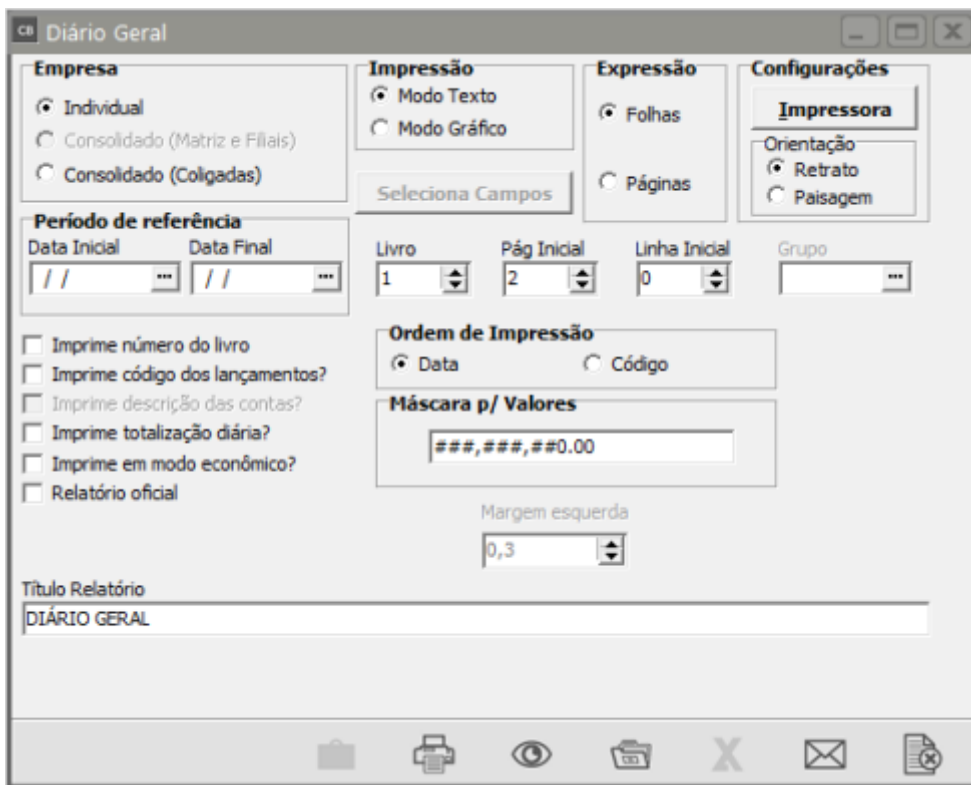 CB Diário Geral
Empresa
Individual
Consolidado (Matriz e Filiais)
Consolidado (Coligadas)
Impressão
Modo Texto
Modo Gráfico
Seleciona Campos
Expressão
Folhas
Páginas
Configurações
Impressora
Orientação
Retrato
Paisagem
Período de referência
Data Inicial Data Final
/ / ... / / ...
Livro Pág Inicial Linha Inicial Grupo
1 2 0 ...
Imprime número do livro
Imprime código dos lançamentos?
Imprime descrição das contas?
Imprime totalização diária?
Imprime em modo econômico?
Relatório oficial
Ordem de Impressão
Data Código
Máscara p/ Valores
###,###,##0.00
Margem esquerda
0,3
Título Relatório
DIÁRIO GERAL